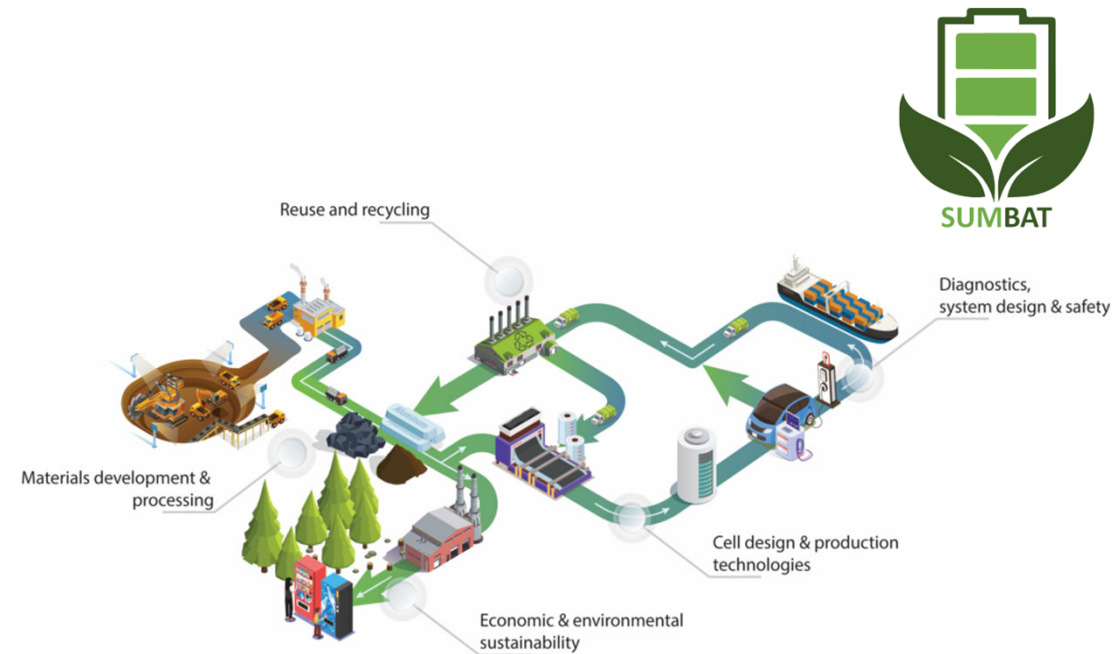 SUMBAT
Reuse and recycling
Diagnostics,
system design & safety
Materials development &
processing
Cell design & production
technologies
Economic & environmental
sustainability